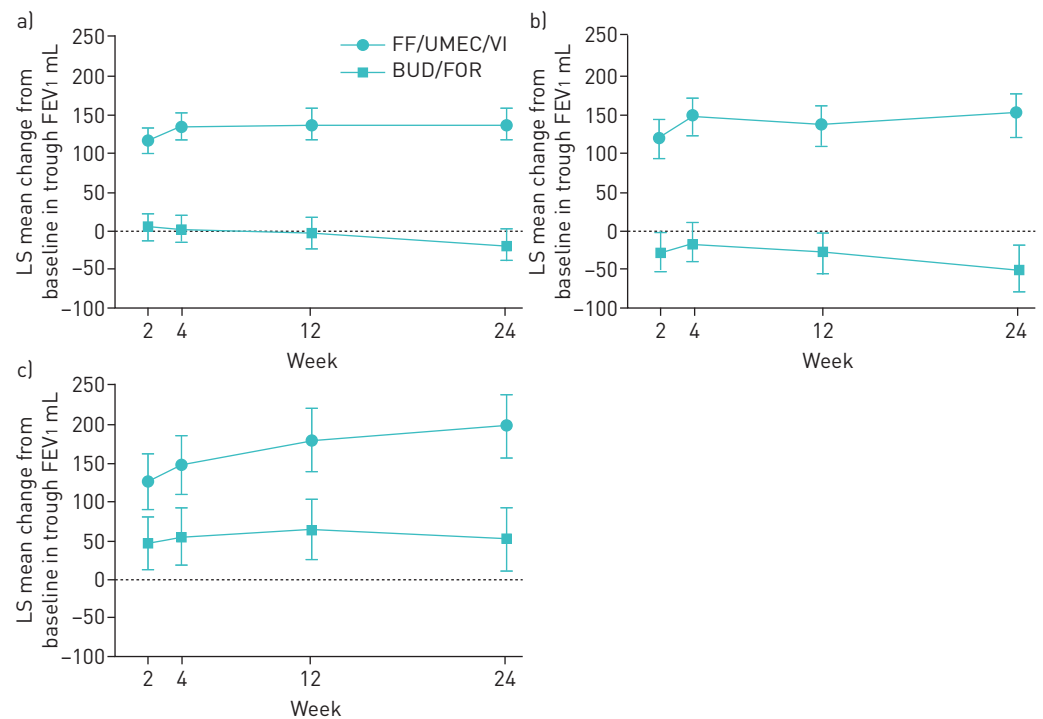 a)
LS mean change from
baseline in trough FEV1 mL
250
200
150
100
50
0
−50
−100
2 4 12 24
Week
FF/UMEC/VI
BUD/FOR
b)
LS mean change from
baseline in trough FEV1 mL
250
200
150
100
50
0
−50
−100
2 4 12 24
Week
c)
LS mean change from
baseline in trough FEV1 mL
250
200
150
100
50
0
−50
−100
2 4 12 24
Week